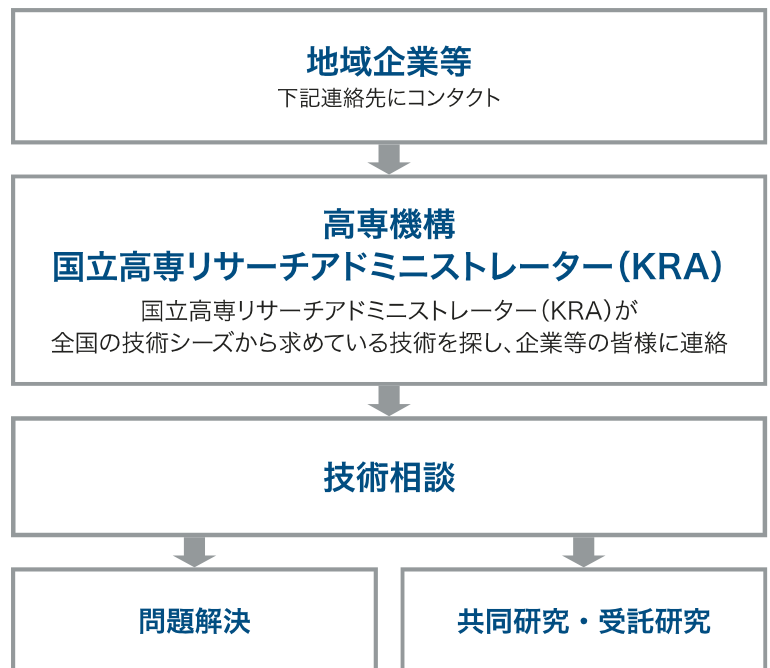 地域企業等
下記連絡先にコンタクト
高専機構
国立高専リサーチアドミニストレーター（KRA）
国立高専リサーチアドミニストレーター（KRA）が
全国の技術シーズから求めている技術を探し、企業等の皆様に連絡
技術相談
問題解決
共同研究・受託研究